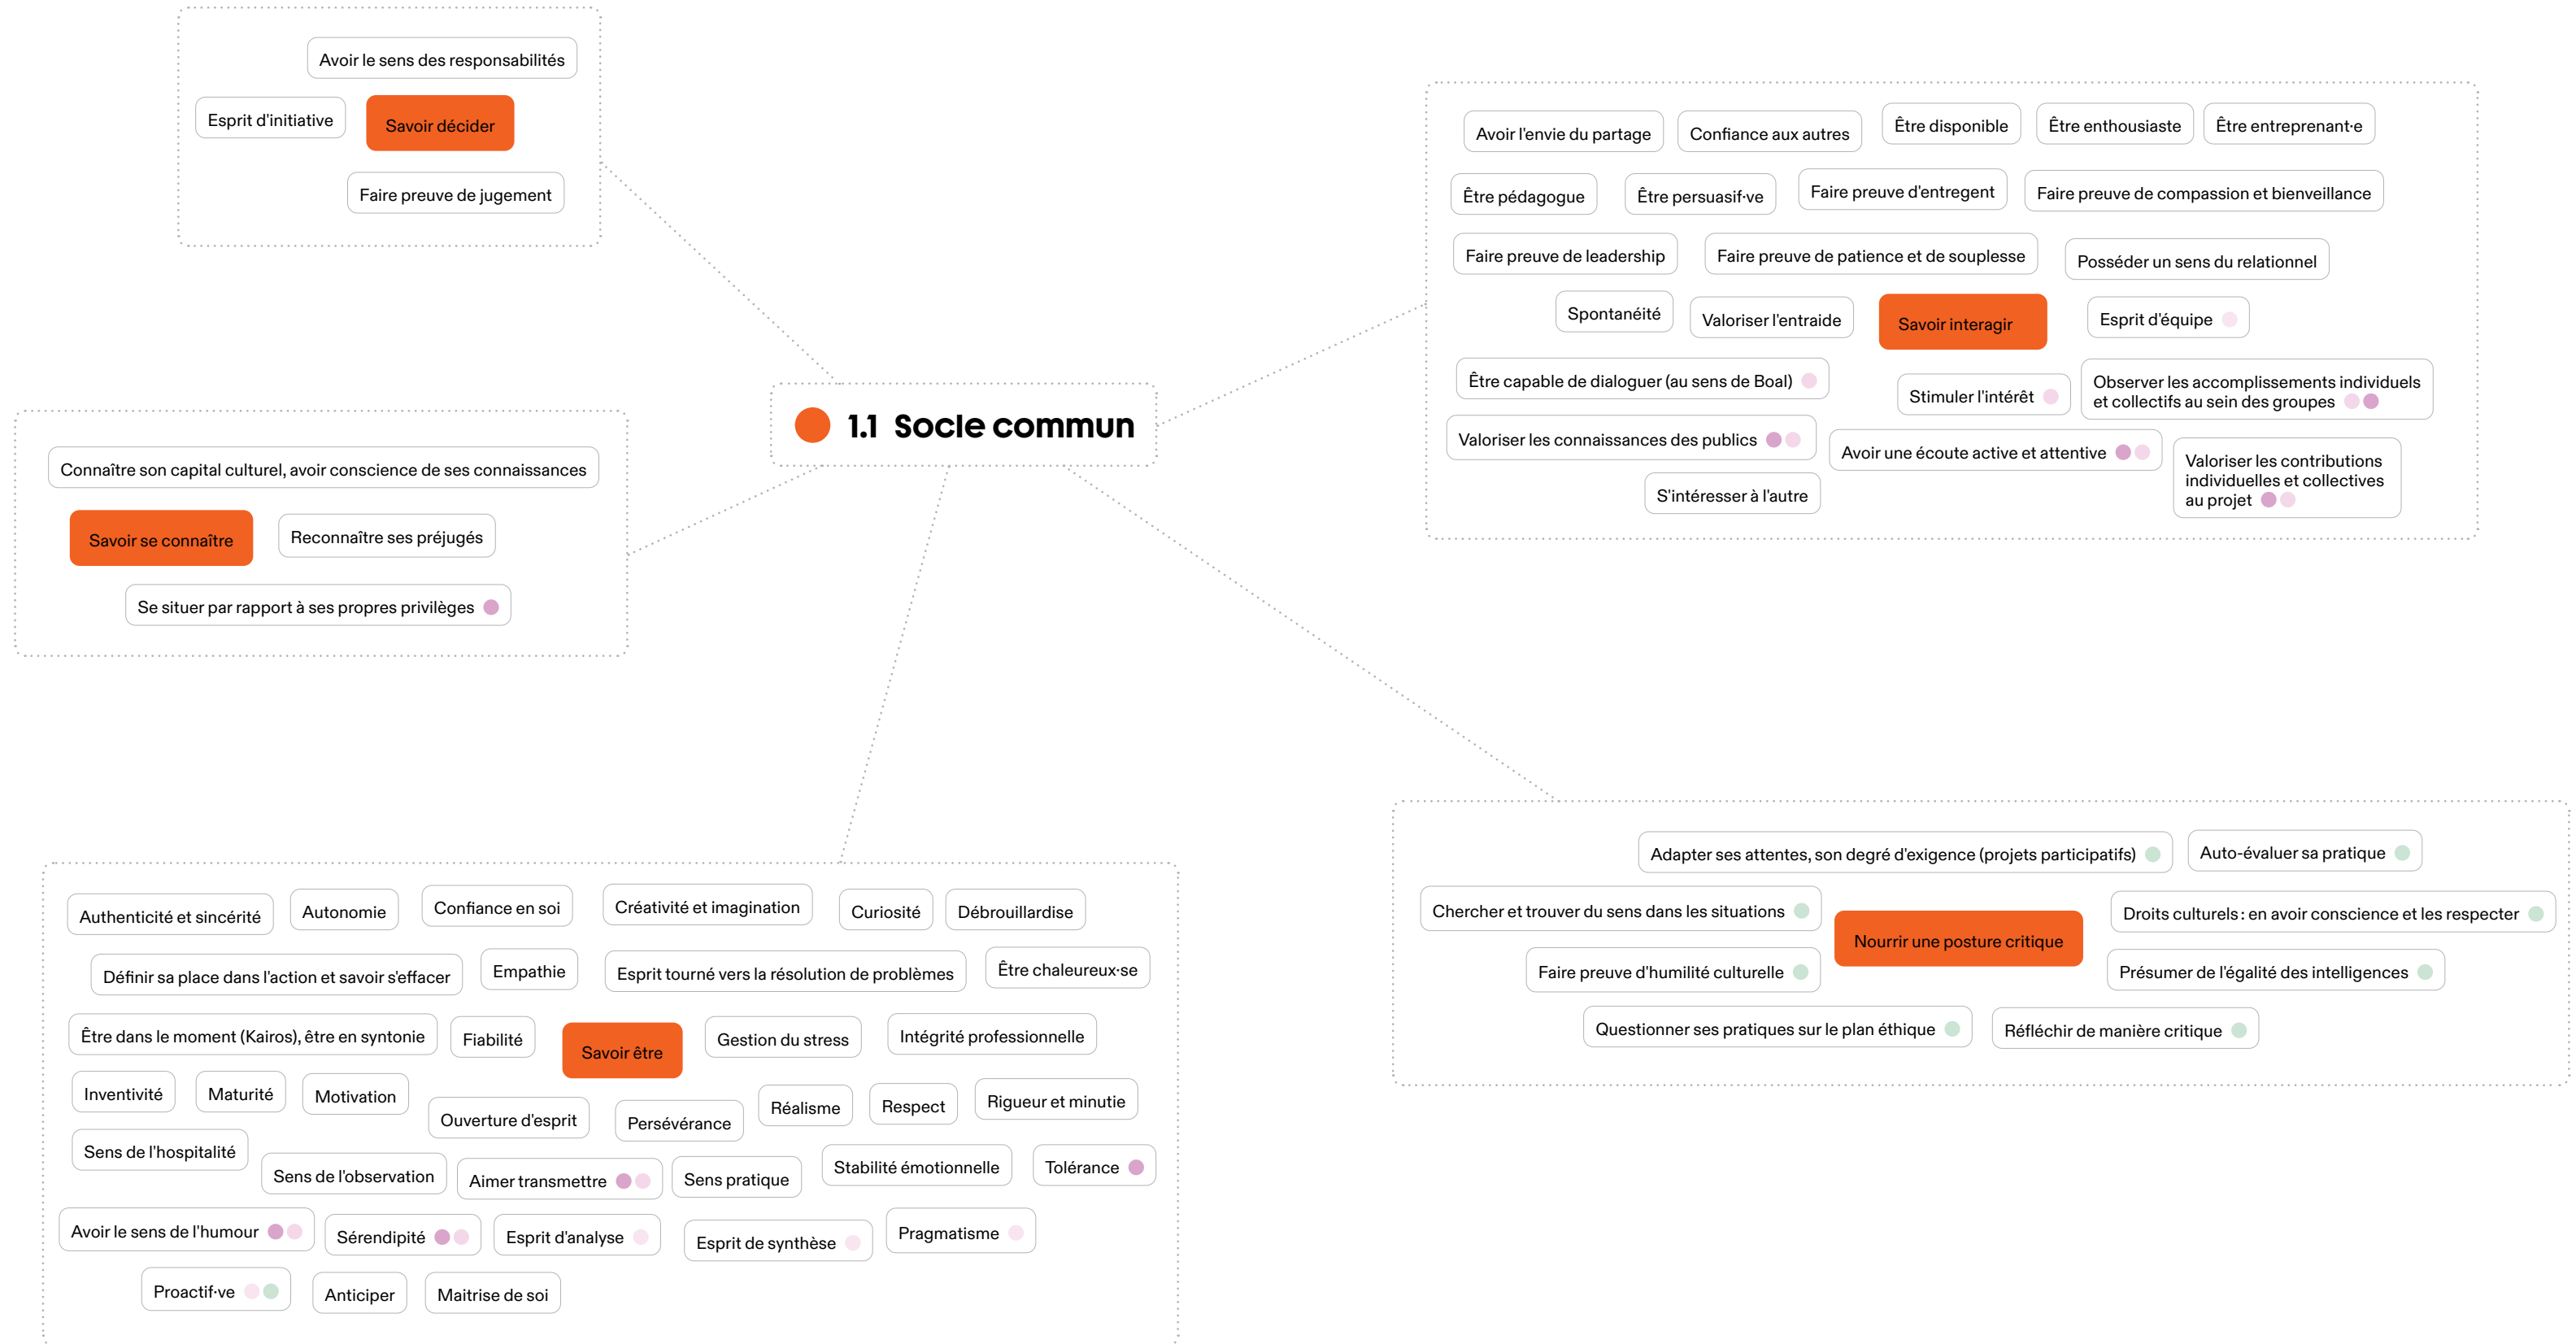 Avoir le sens des responsabilités
Esprit d'initiative
Savoir décider
Faire preuve de jugement
Avoir l'envie du partage
Confiance aux autres
Être disponible
Être enthousiaste
Être entreprenant·e
Être pédagogue
Être persuasif·ve
Faire preuve d'entregent
Faire preuve de compassion et bienveillance
Faire preuve de leadership
Faire preuve de patience et de souplesse
Posséder un sens du relationnel
Spontanéité
Valoriser l'entraide
Savoir interagir
Esprit d'équipe
Être capable de dialoguer (au sens de Boal)
Stimuler l'intérêt
Observer les accomplissements individuels
et collectifs au sein des groupes
Valoriser les connaissances des publics
Avoir une écoute active et attentive
Valoriser les contributions
individuelles et collectives
au projet
S'intéresser à l'autre
1.1 Socle commun
Connaître son capital culturel, avoir conscience de ses connaissances
Savoir se connaître
Reconnaître ses préjugés
Se situer par rapport à ses propres privilèges
Authenticité et sincérité
Autonomie
Confiance en soi
Créativité et imagination
Curiosité
Débrouillardise
Définir sa place dans l'action et savoir s'effacer
Empathie
Esprit tourné vers la résolution de problèmes
Être chaleureux·se
Être dans le moment (Kairos), être en syntonie
Fiabilité
Savoir être
Gestion du stress
Intégrité professionnelle
Inventivité
Maturité
Motivation
Ouverture d'esprit
Persévérance
Réalisme
Respect
Rigueur et minutie
Sens de l'hospitalité
Sens de l'observation
Aimer transmettre
Sens pratique
Stabilité émotionnelle
Tolérance
Avoir le sens de l'humour
Sérendipité
Esprit d'analyse
Esprit de synthèse
Pragmatisme
Proactif·ve
Anticiper
Maitrise de soi
Adapter ses attentes, son degré d'exigence (projets participatifs)
Auto-évaluer sa pratique
Chercher et trouver du sens dans les situations
Nourrir une posture critique
Droits culturels : en avoir conscience et les respecter
Faire preuve d'humilité culturelle
Présumer de l'égalité des intelligences
Questionner ses pratiques sur le plan éthique
Réfléchir de manière critique